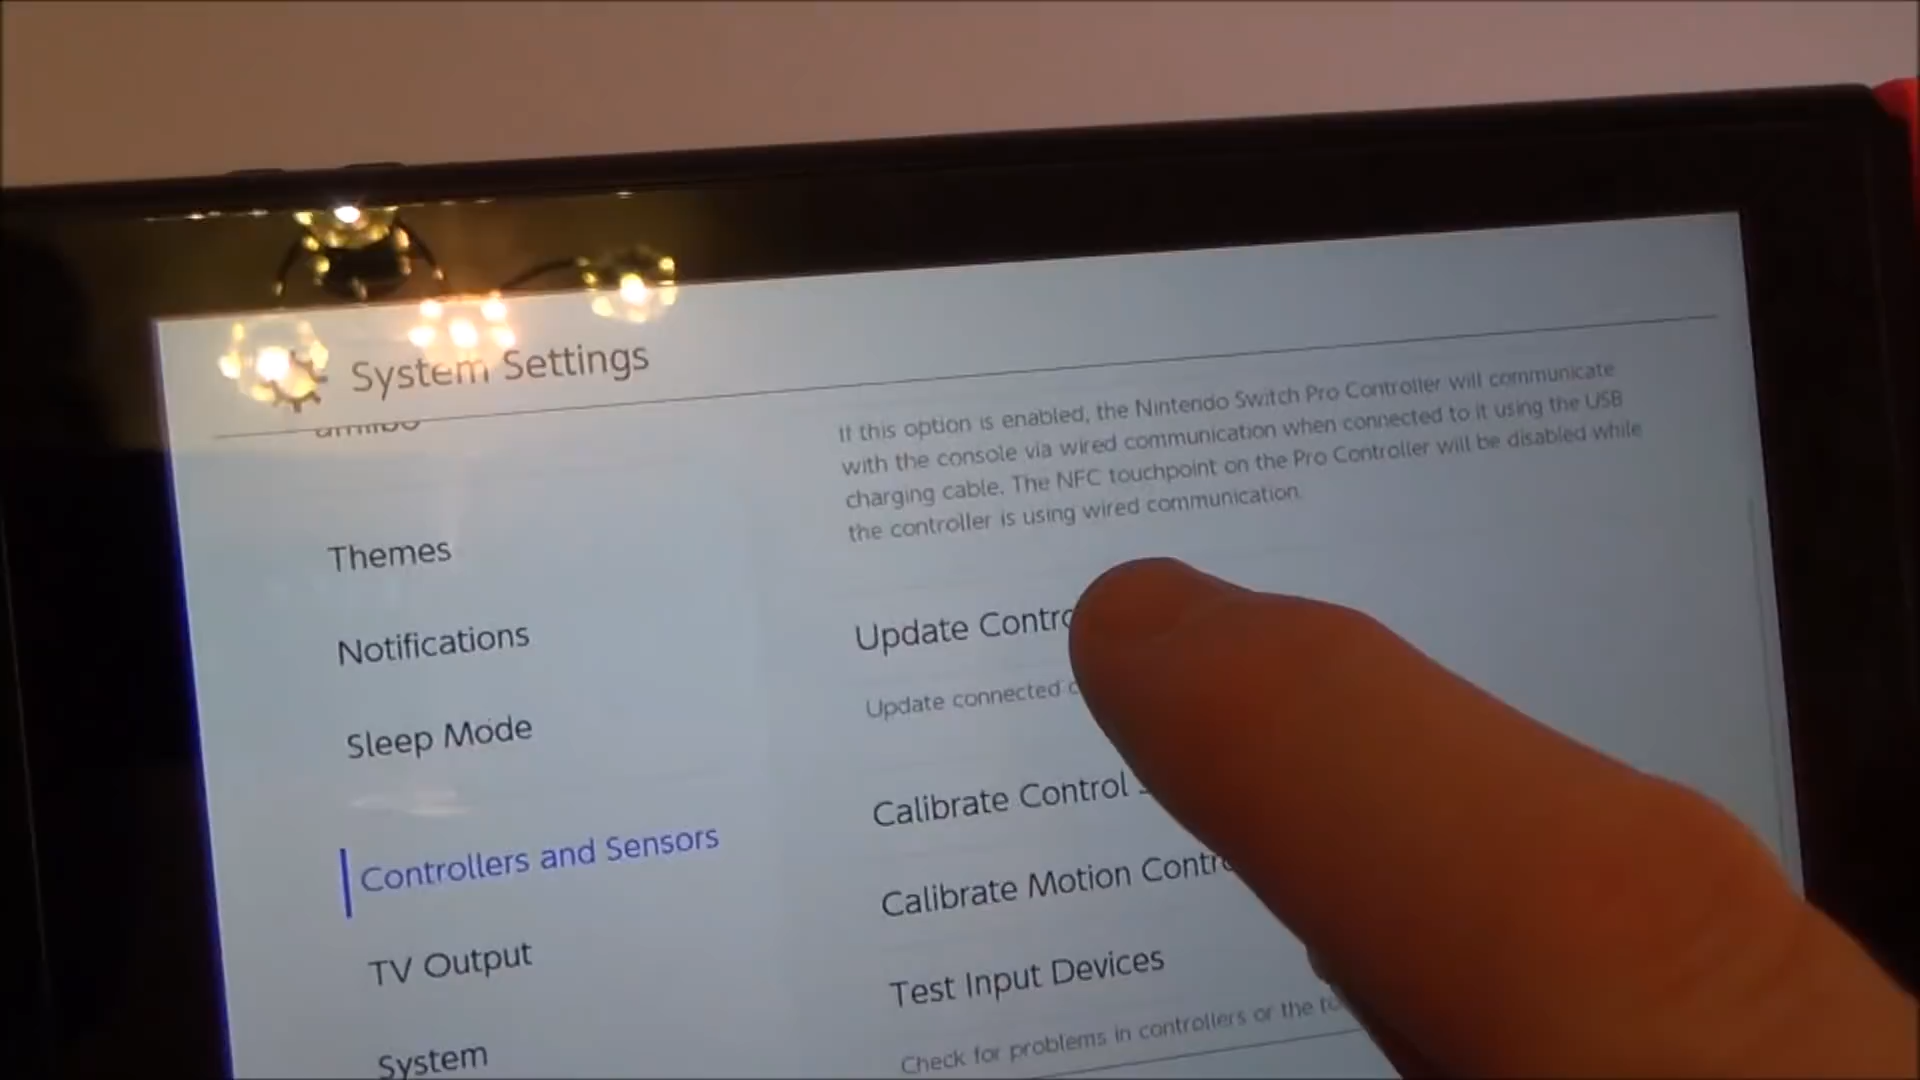 System Settings
amiibo
Themes
Notifications
Sleep Mode
Controllers and Sensors
TV Output
System
If this option is enabled, the Nintendo Switch Pro Controller will communicate
with the console via wired communication when connected to it using the USB
charging cable. The NFC touchpoint on the Pro Controller will be disabled while
the controller is using wired communication.
Update
Update connected
Calibrate Control
Calibrate Motion
Test Input Devices
Check for problems in controllers or the